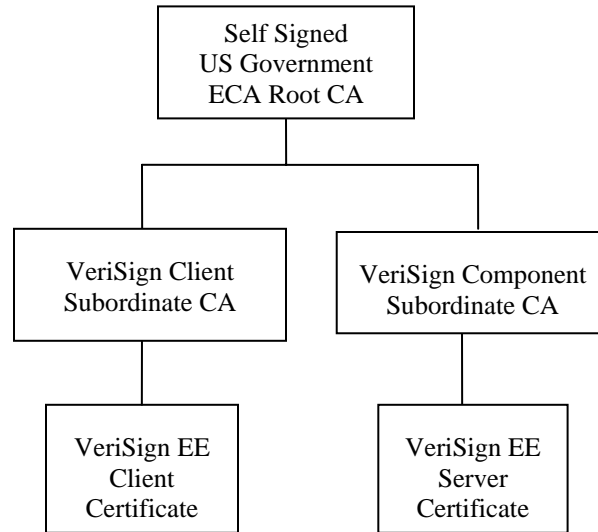 Self Signed
US Government
ECA Root CA
VeriSign Client
Subordinate CA
VeriSign Component
Subordinate CA
VeriSign EE
Client
Certificate
VeriSign EE
Server
Certificate